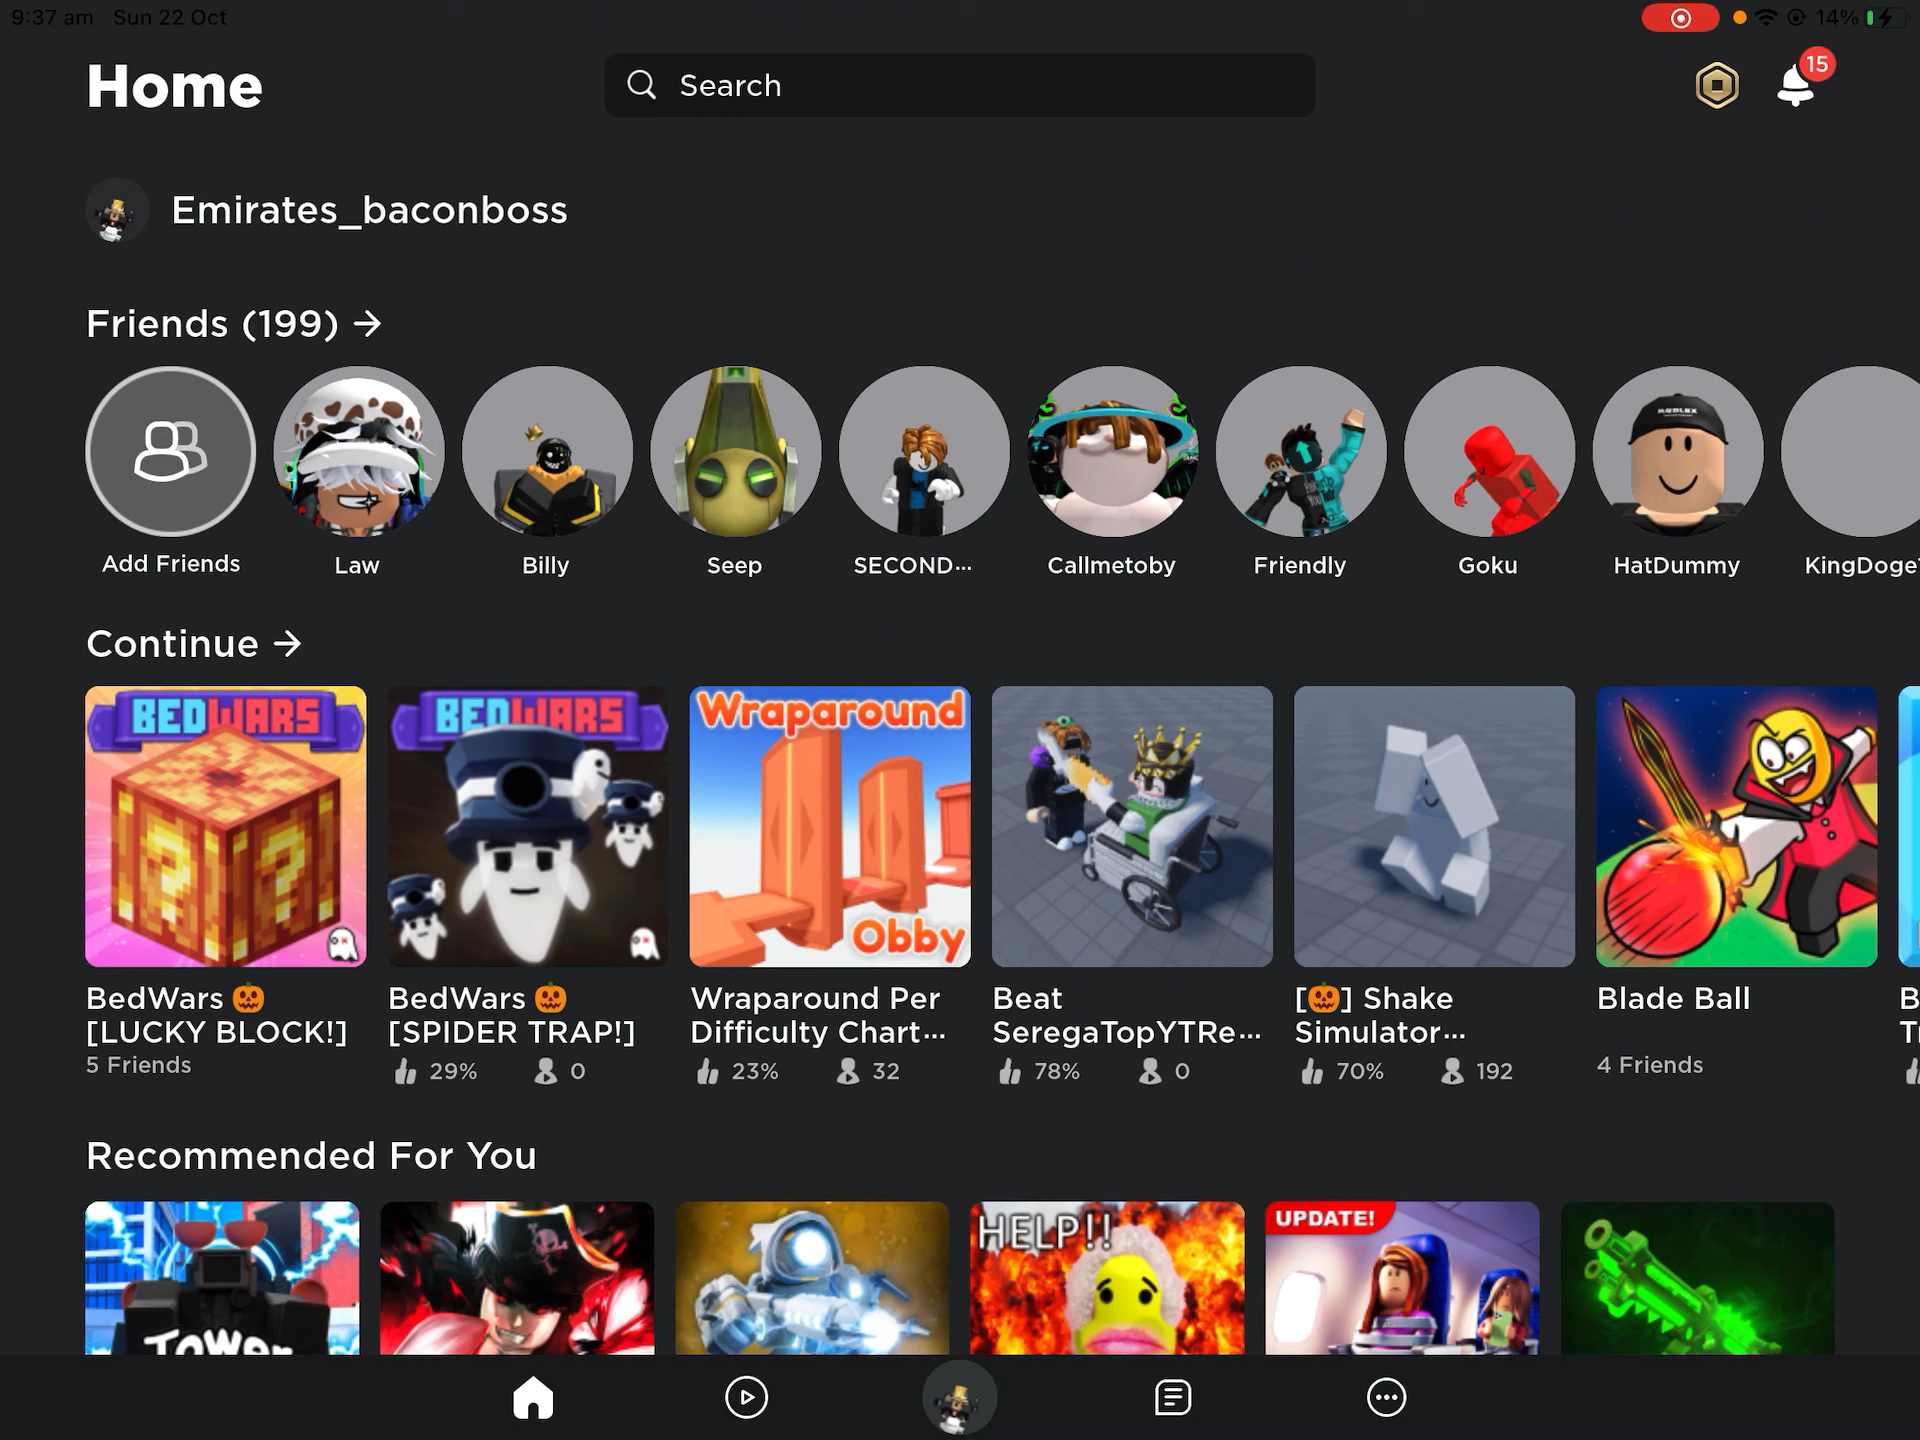 9:37 am Sun 22 Oct
14%
Home
Search
15
Emirates_baconboss
Friends (199) →
Add Friends
Law
Billy
Seep
SECOND...
Callmetoby
Friendly
Goku
ROBLOX
HatDummy
KingDoge
Continue →
BEDWARS
BEDWARS
Wraparound
Obby
BedWars 🎃
[LUCKY BLOCK!]
5 Friends
BedWars 🎃
[SPIDER TRAP!]
29% 0
Wraparound Per
Difficulty Chart...
23% 32
Beat
SeregaTopYTRe...
78% 0
[🎃] Shake
Simulator...
70% 192
Blade Ball
4 Friends
Recommended For You
Tower
HELP!!
UPDATE!